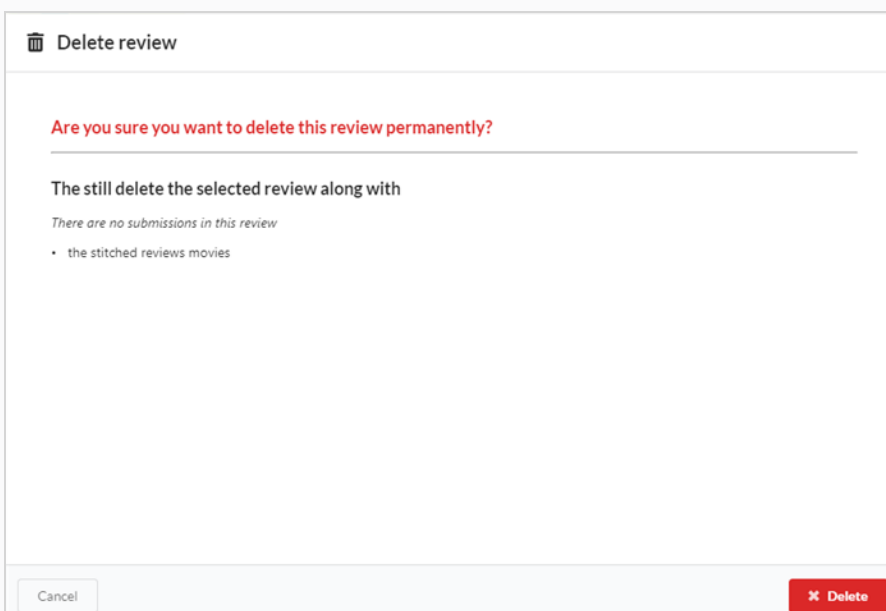 Delete review
Are you sure you want to delete this review permanently?
The still delete the selected review along with
There are no submissions in this review
• the stitched reviews movies
Cancel
✖ Delete